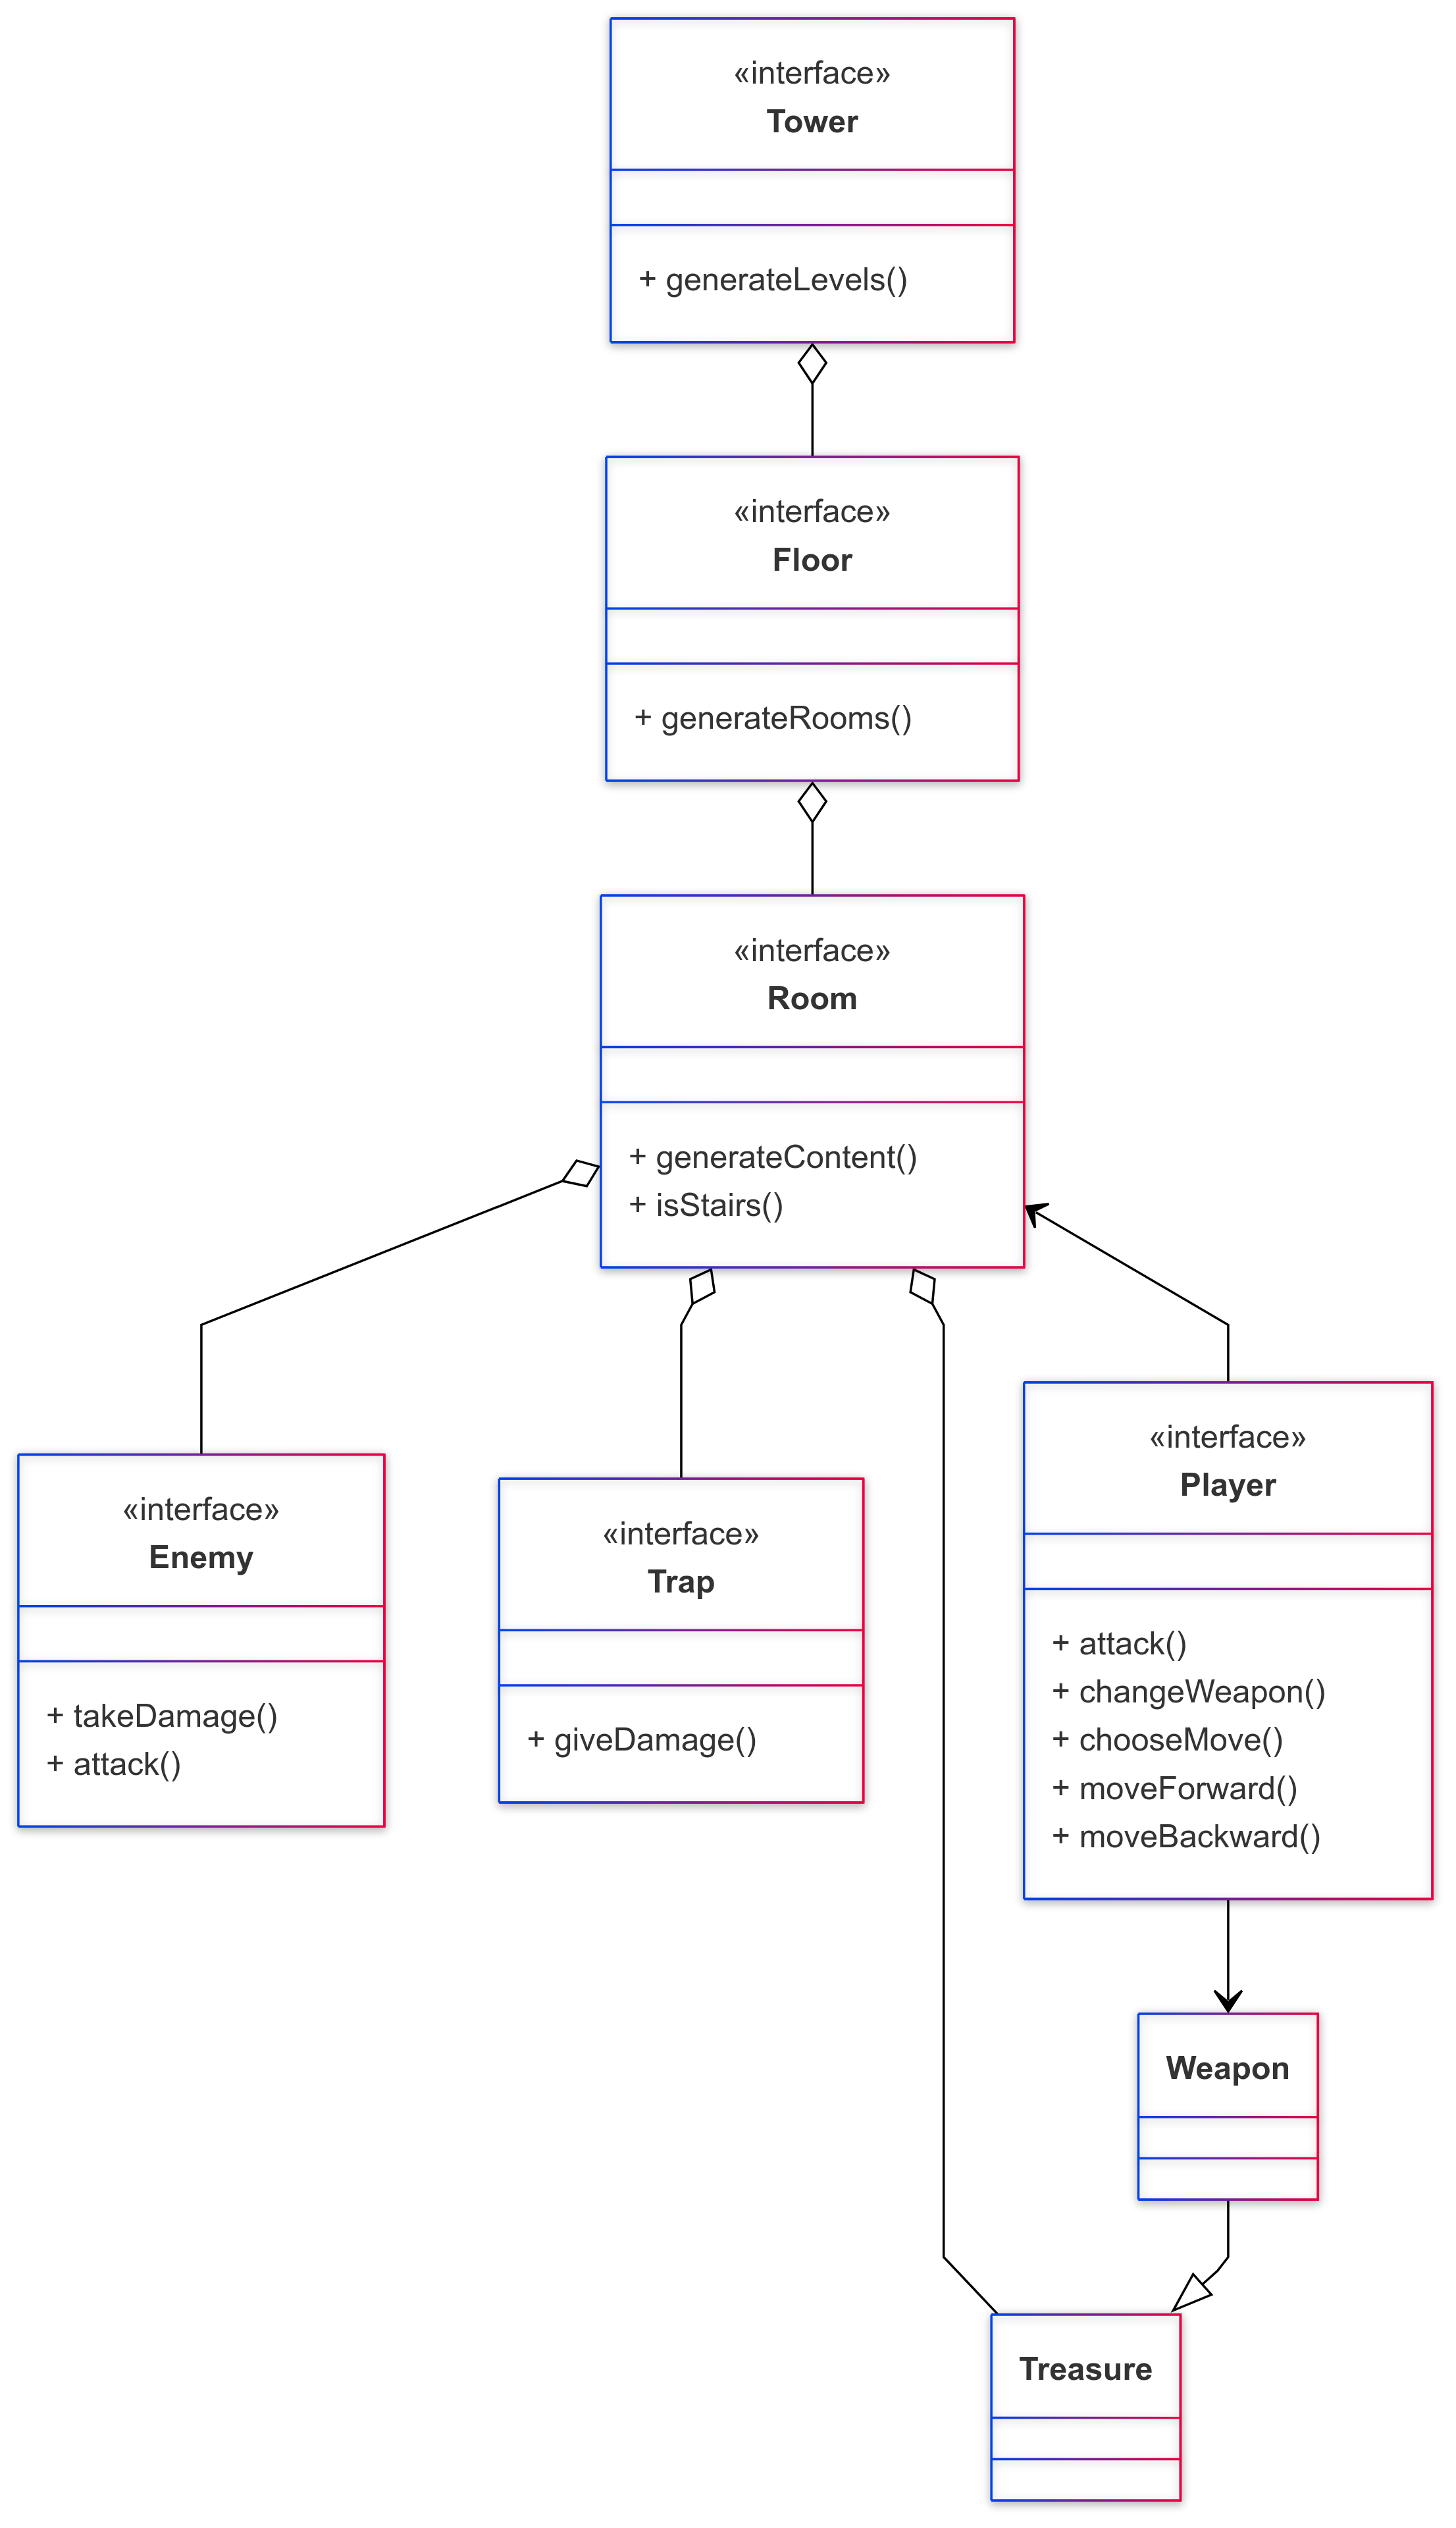 «interface»
Tower
+ generateLevels()
«interface»
Floor
+ generateRooms()
«interface»
Room
+ generateContent()
+ isStairs()
«interface»
Enemy
+ takeDamage()
+ attack()
«interface»
Trap
+ giveDamage()
«interface»
Player
+ attack()
+ changeWeapon()
+ chooseMove()
+ moveForward()
+ moveBackward()
Weapon
Treasure